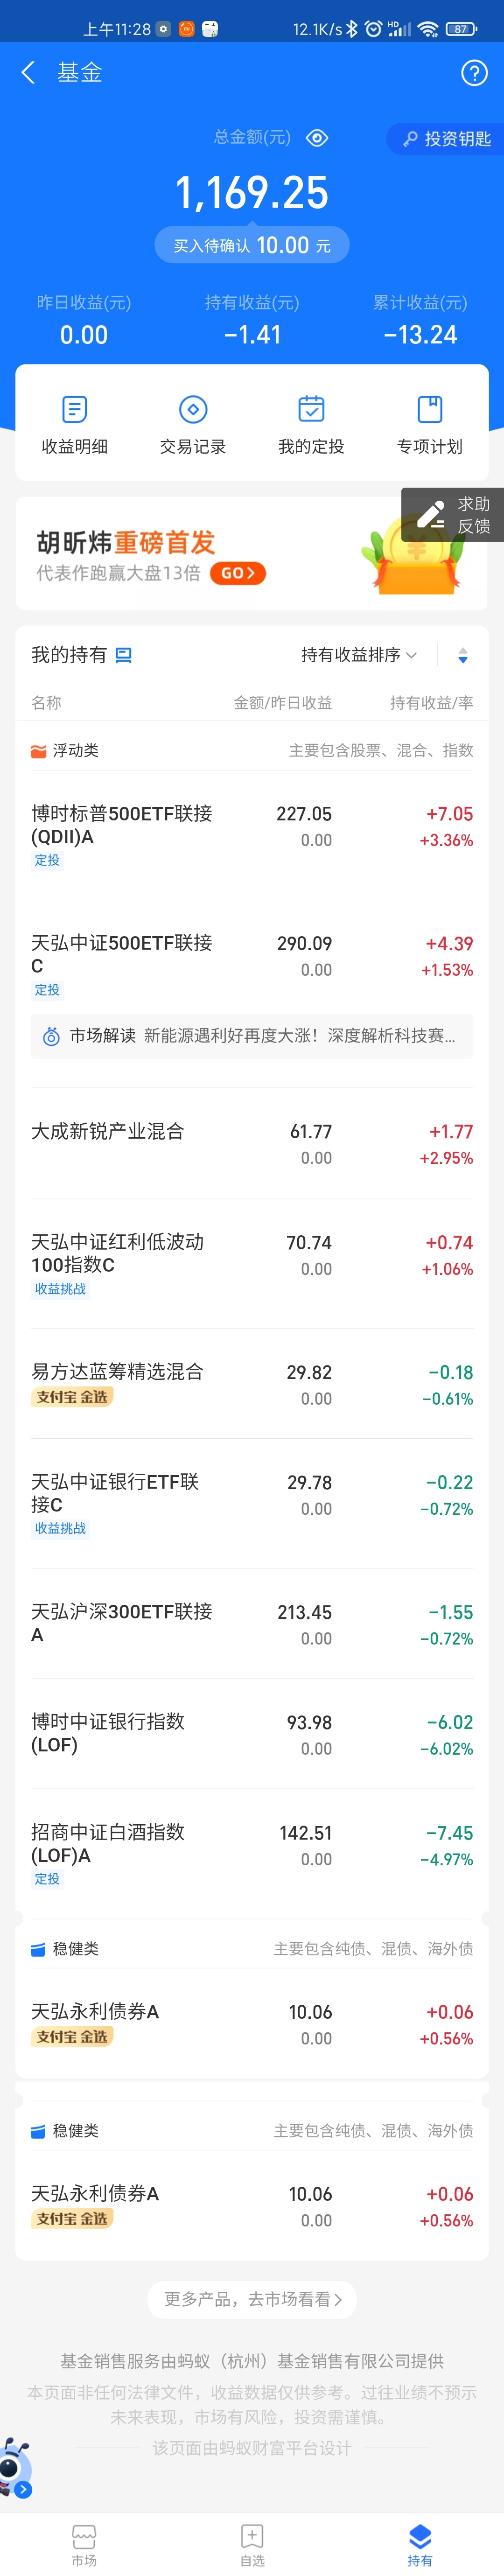 上午11:28
12.1K/s
HD
87
基金
总金额(元)
投资钥匙
1,169.25
买入待确认 10.00 元
昨日收益(元) 持有收益(元) 累计收益(元)
0.00 -1.41 -13.24
收益明细 交易记录 我的定投 专项计划
求助
反馈
胡昕炜重磅首发
代表作跑赢大盘13倍 GO>
我的持有 持有收益排序
名称 金额/昨日收益 持有收益/率
浮动类 主要包含股票、混合、指数
博时标普500ETF联接 227.05 +7.05
(QDII)A 0.00 +3.36%
定投
天弘中证500ETF联接 290.09 +4.39
C 0.00 +1.53%
定投
市场解读 新能源遇利好再度大涨！深度解析科技赛...
大成新锐产业混合 61.77 +1.77
0.00 +2.95%
天弘中证红利低波动 70.74 +0.74
100指数C 0.00 +1.06%
收益挑战
易方达蓝筹精选混合 29.82 -0.18
支付宝 金选 0.00 -0.61%
天弘中证银行ETF联 29.78 -0.22
接C 0.00 -0.72%
收益挑战
天弘沪深300ETF联接 213.45 -1.55
A 0.00 -0.72%
博时中证银行指数 93.98 -6.02
(LOF) 0.00 -6.02%
招商中证白酒指数 142.51 -7.45
(LOF)A 0.00 -4.97%
定投
稳健类 主要包含纯债、混债、海外债
天弘永利债券A 10.06 +0.06
支付宝 金选 0.00 +0.56%
稳健类 主要包含纯债、混债、海外债
天弘永利债券A 10.06 +0.06
支付宝 金选 0.00 +0.56%
更多产品，去市场看看>
基金销售服务由蚂蚁（杭州）基金销售有限公司提供
本页面非任何法律文件，收益数据仅供参考。过往业绩不预示
未来表现，市场有风险，投资需谨慎。
该页面由蚂蚁财富平台设计
市场 自选 持有